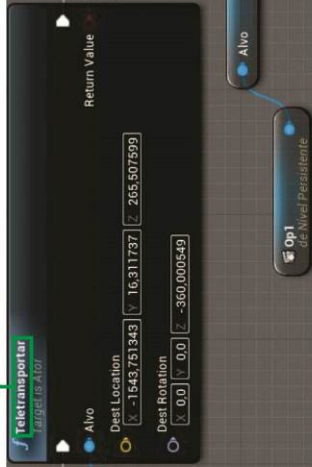 Teletransportar
Target is Ator
Alvo
Return Value
Dest Location
X -1543,751343 Y 16,311737 Z 265,507599
Dest Rotation
X 0,0 Y 0,0 Z -360,000549
Alvo
Op1
de Nível Persistente